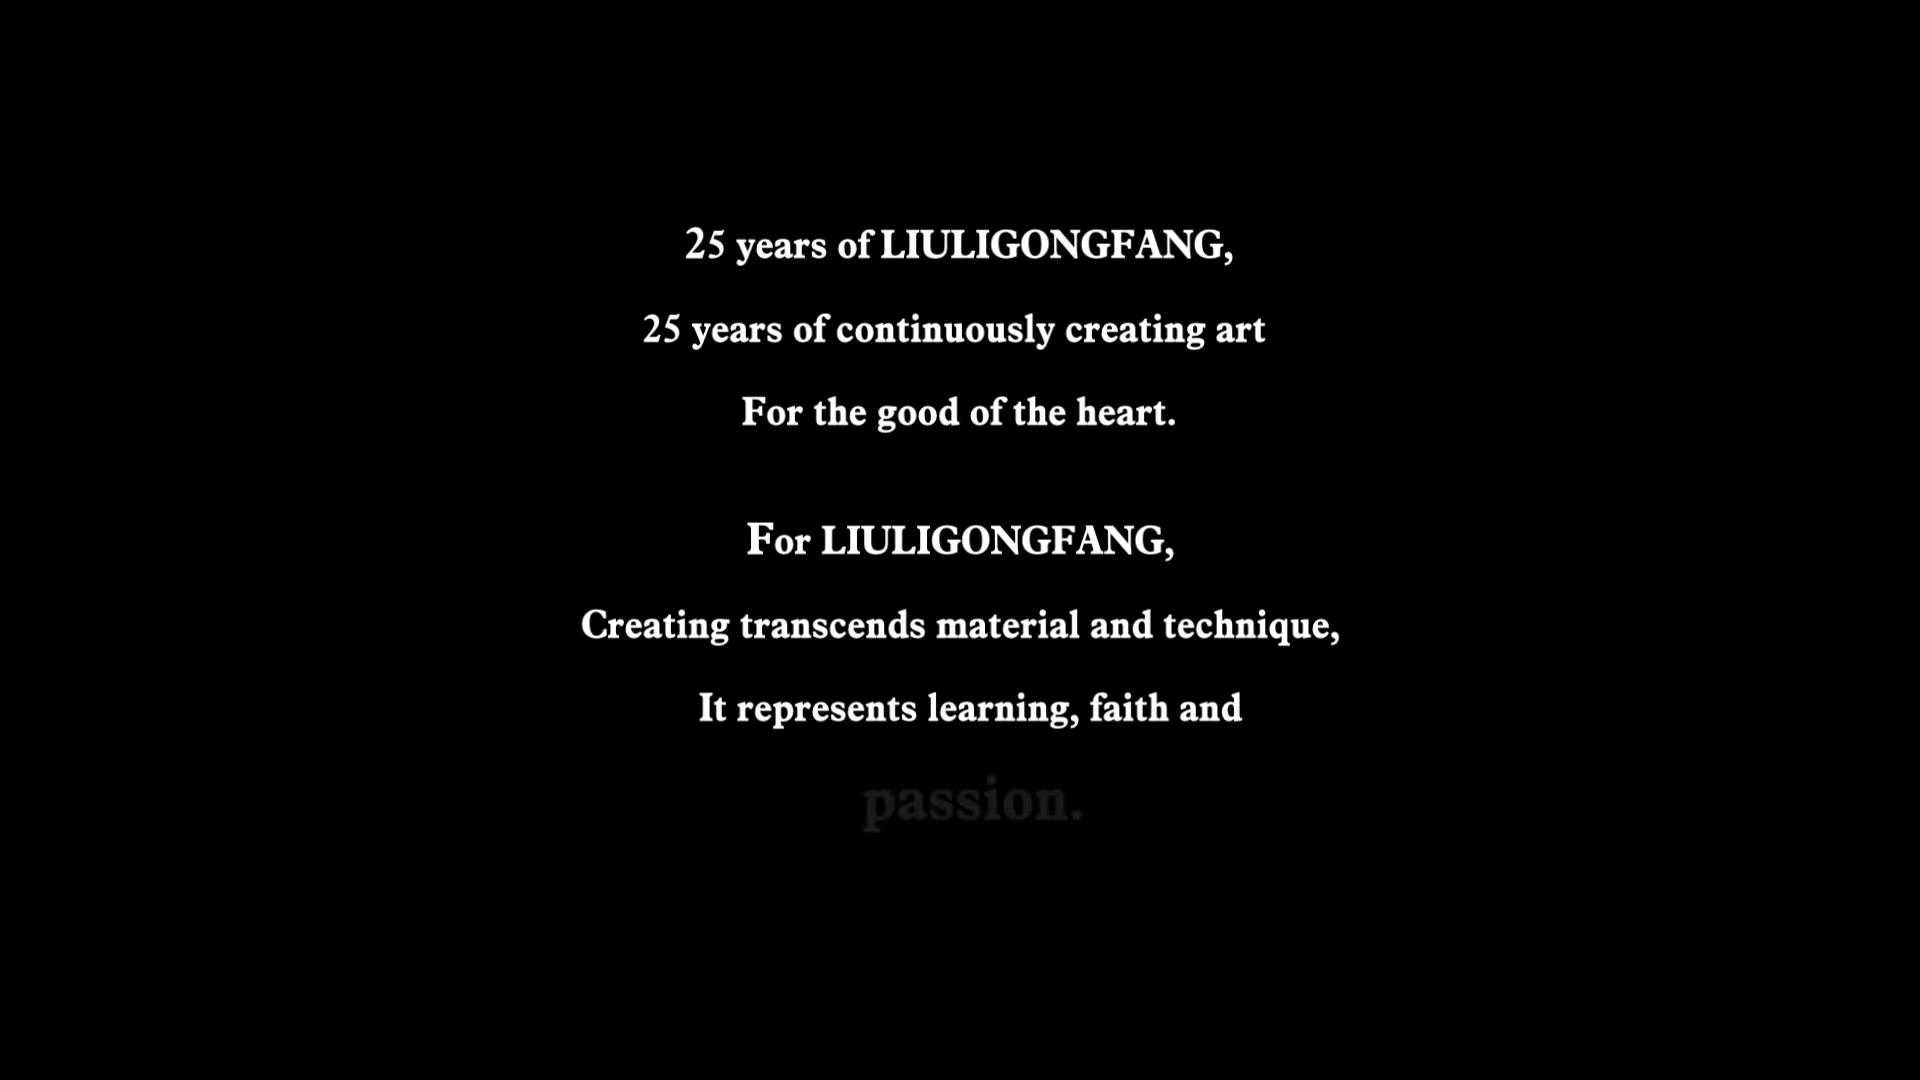 25 years of LIULIGONGFANG,
25 years of continuously creating art
For the good of the heart.
For LIULIGONGFANG,
Creating transcends material and technique,
It represents learning, faith and
passion.